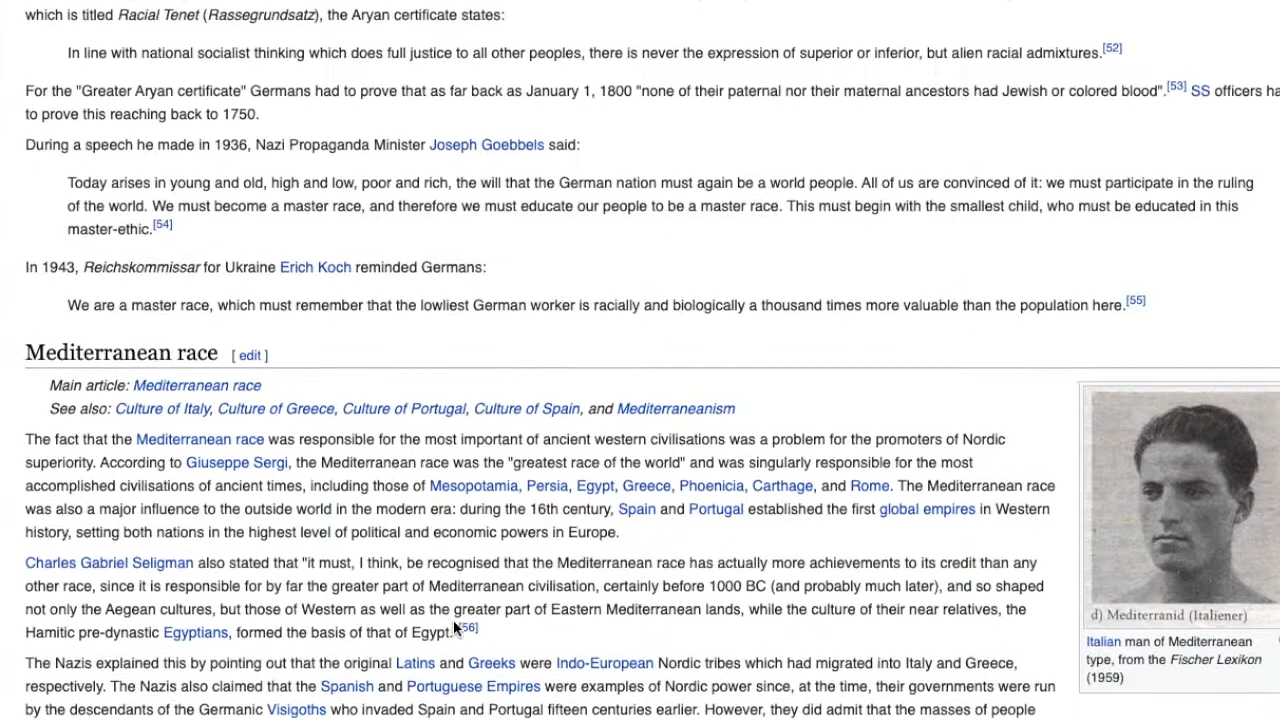 which is titled Racial Tenet (Rassegrundsatz), the Aryan certificate states:
In line with national socialist thinking which does full justice to all other peoples, there is never the expression of superior or inferior, but alien racial admixtures.[52]
For the "Greater Aryan certificate" Germans had to prove that as far back as January 1, 1800 "none of their paternal nor their maternal ancestors had Jewish or colored blood".[53] SS officers ha
to prove this reaching back to 1750.
During a speech he made in 1936, Nazi Propaganda Minister Joseph Goebbels said:
Today arises in young and old, high and low, poor and rich, the will that the German nation must again be a world people. All of us are convinced of it: we must participate in the ruling
of the world. We must become a master race, and therefore we must educate our people to be a master race. This must begin with the smallest child, who must be educated in this
master-ethic.[54]
In 1943, Reichskommissar for Ukraine Erich Koch reminded Germans:
We are a master race, which must remember that the lowliest German worker is racially and biologically a thousand times more valuable than the population here.[55]
Mediterranean race [ edit ]
Main article: Mediterranean race
See also: Culture of Italy, Culture of Greece, Culture of Portugal, Culture of Spain, and Mediterraneanism
The fact that the Mediterranean race was responsible for the most important of ancient western civilisations was a problem for the promoters of Nordic
superiority. According to Giuseppe Sergi, the Mediterranean race was the "greatest race of the world" and was singularly responsible for the most
accomplished civilisations of ancient times, including those of Mesopotamia, Persia, Egypt, Greece, Phoenicia, Carthage, and Rome. The Mediterranean race
was also a major influence to the outside world in the modern era: during the 16th century, Spain and Portugal established the first global empires in Western
history, setting both nations in the highest level of political and economic powers in Europe.
Charles Gabriel Seligman also stated that "it must, I think, be recognised that the Mediterranean race has actually more achievements to its credit than any
other race, since it is responsible for by far the greater part of Mediterranean civilisation, certainly before 1000 BC (and probably much later), and so shaped
not only the Aegean cultures, but those of Western as well as the greater part of Eastern Mediterranean lands, while the culture of their near relatives, the
Hamitic pre-dynastic Egyptians, formed the basis of that of Egypt. 56]
The Nazis explained this by pointing out that the original Latins and Greeks were Indo-European Nordic tribes which had migrated into Italy and Greece,
respectively. The Nazis also claimed that the Spanish and Portuguese Empires were examples of Nordic power since, at the time, their governments were run
by the descendants of the Germanic Visigoths who invaded Spain and Portugal fifteen centuries earlier. However, they did admit that the masses of people
d) Mediterranid (Italiener)
Italian man of Mediterranean
type, from the Fischer Lexikon
(1959)